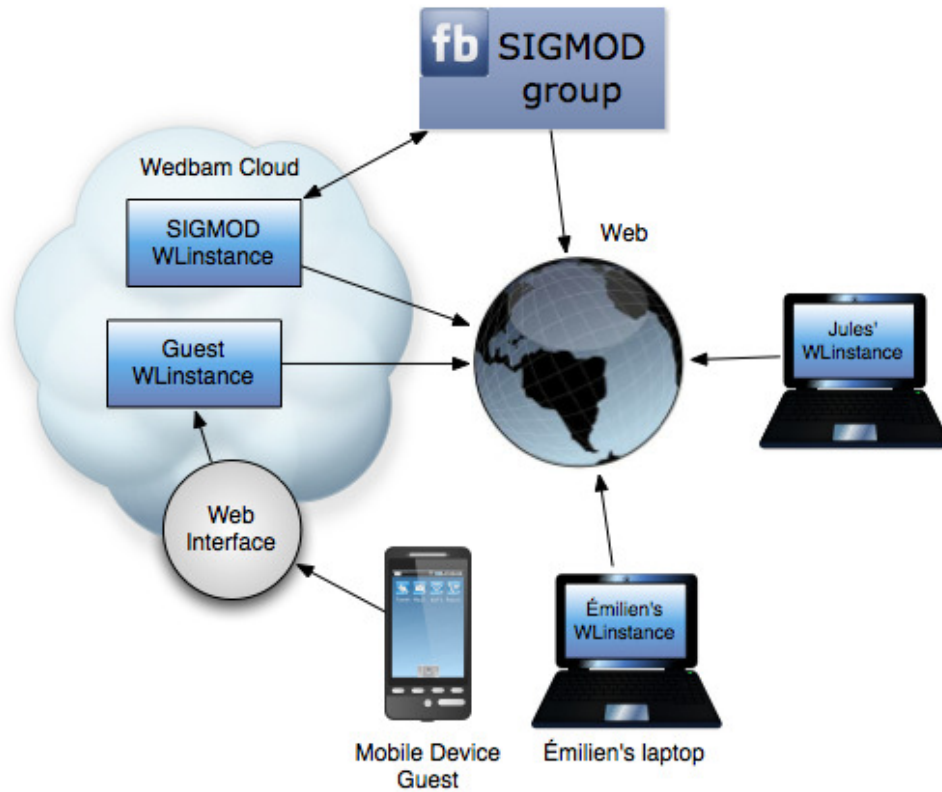 fb SIGMOD
group
Wedbam Cloud
SIGMOD
WLinstance
Web
Guest
WLinstance
Jules'
WLinstance
Web
Interface
Émilien's
WLinstance
Mobile Device
Guest
Émilien's laptop